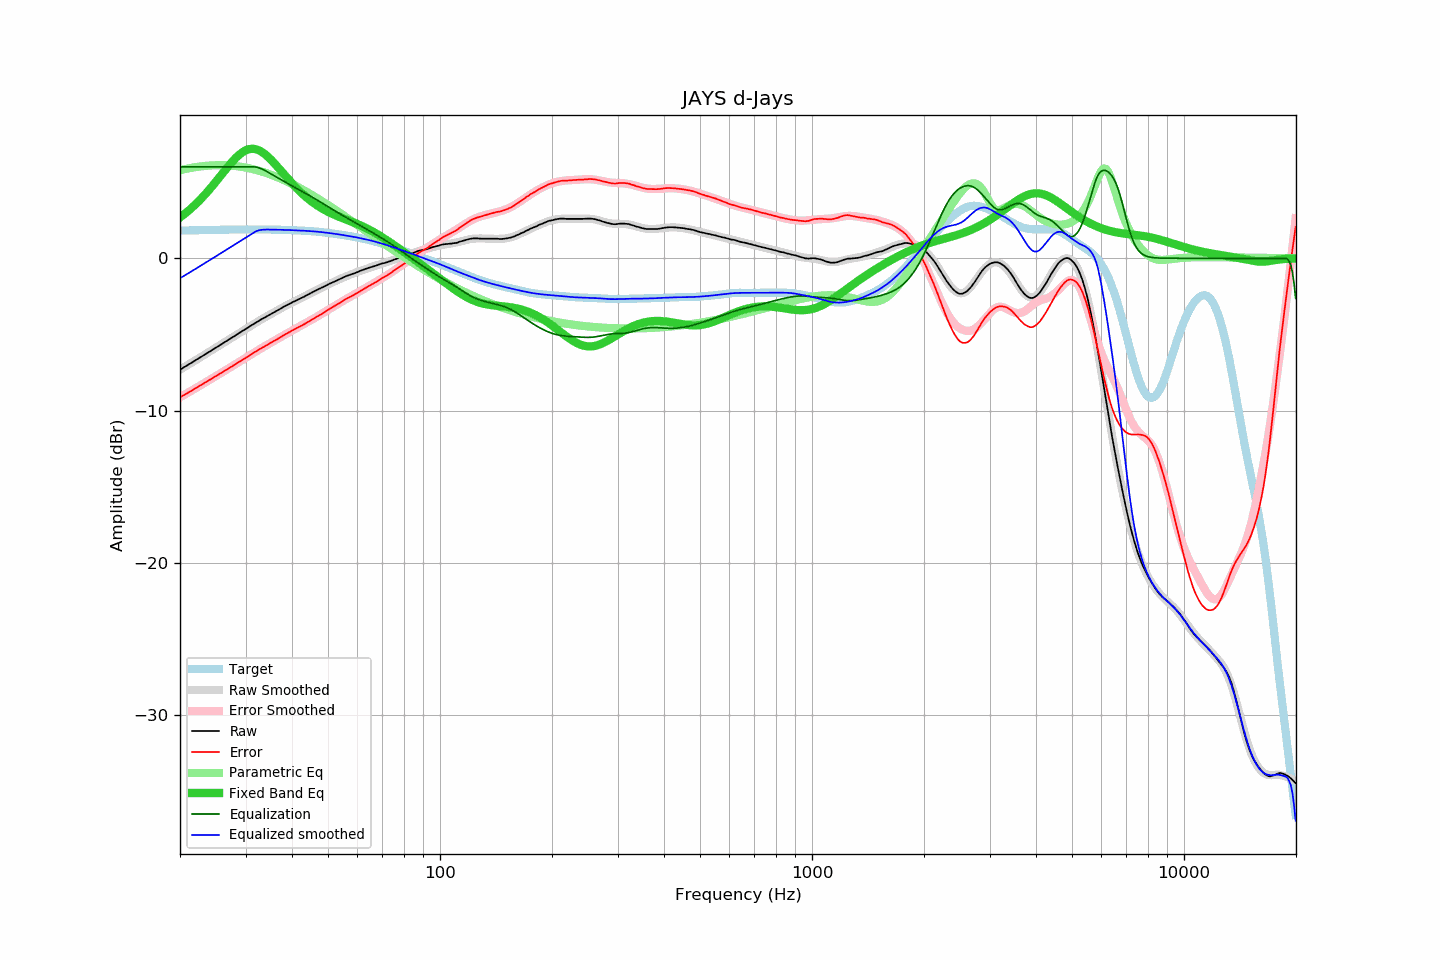 JAYS d-Jays
0
−10
−20
−30
Amplitude (dBr)
Target
Raw Smoothed
Error Smoothed
Raw
Error
Parametric Eq
Fixed Band Eq
Equalization
Equalized smoothed
100
1000
10000
Frequency (Hz)